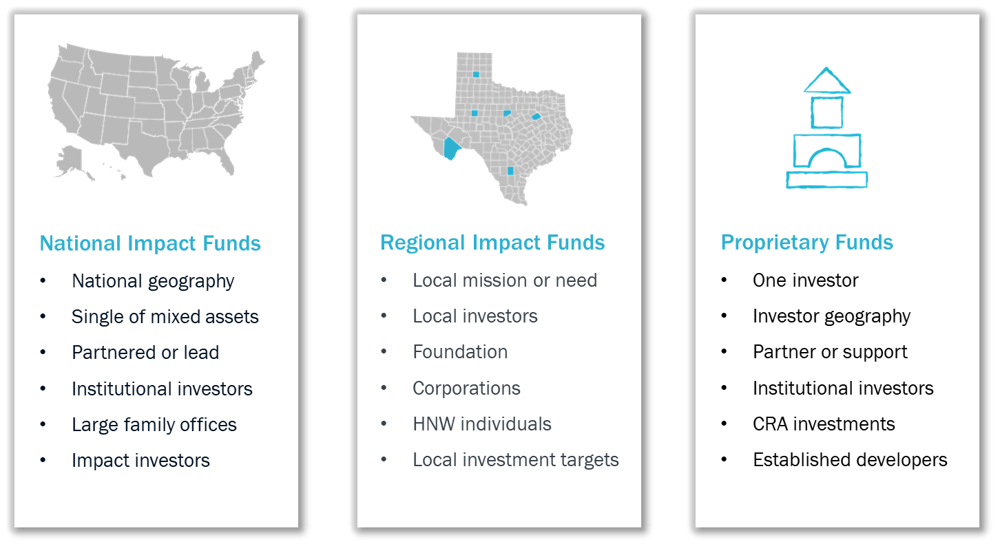 National Impact Funds
• National geography
• Single of mixed assets
• Partnered or lead
• Institutional investors
• Large family offices
• Impact investors
Regional Impact Funds
• Local mission or need
• Local investors
• Foundation
• Corporations
• HNW individuals
• Local investment targets
Proprietary Funds
• One investor
• Investor geography
• Partner or support
• Institutional investors
• CRA investments
• Established developers